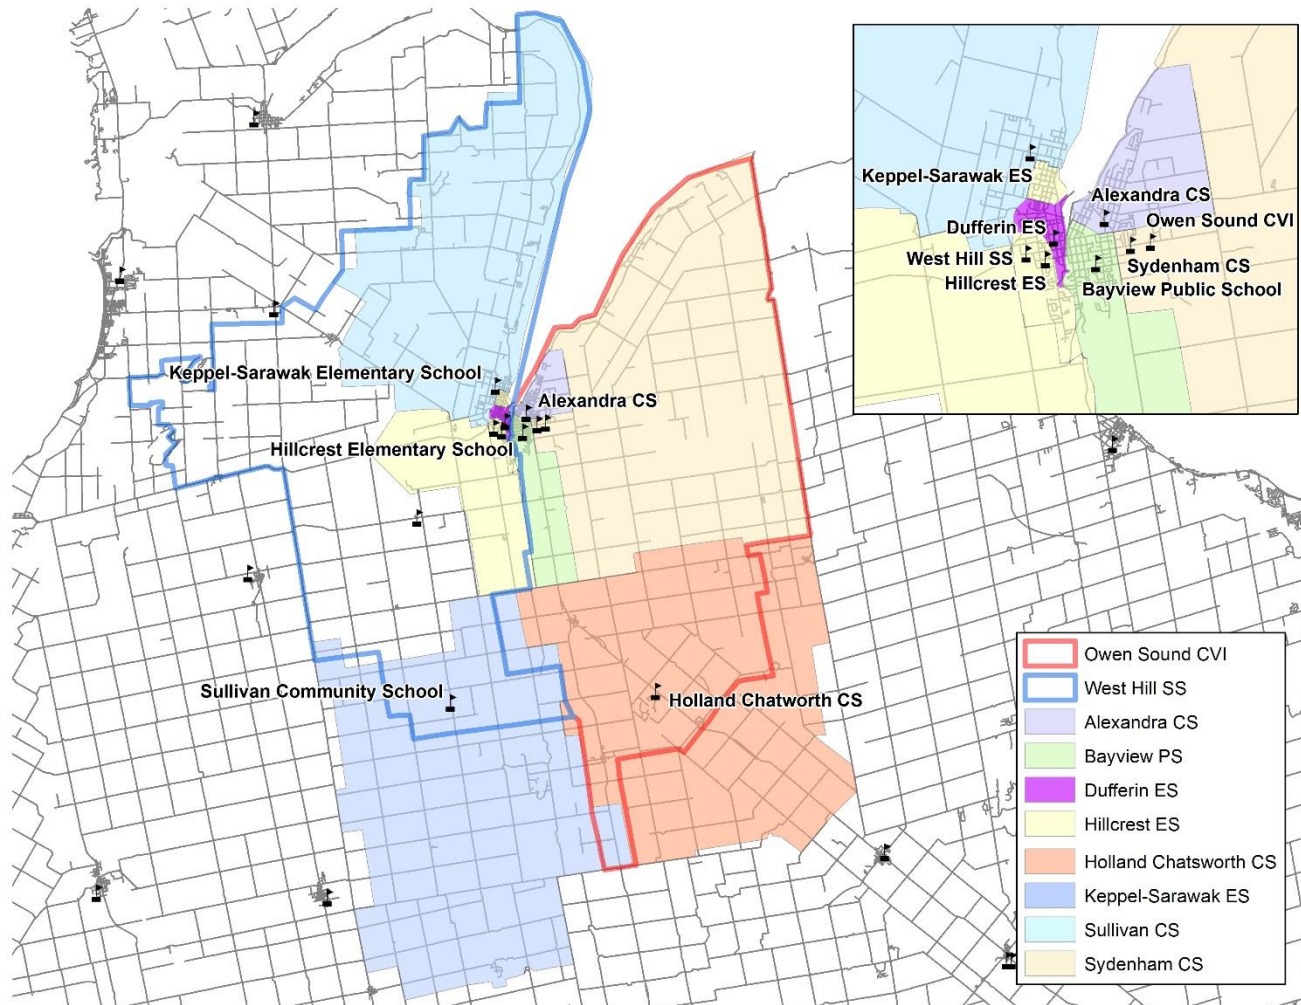 Keppel-Sarawak ES
Alexandra CS
Dufferin ES
Owen Sound CVI
West Hill SS
Sydenham CS
Hillcrest ES
Bayview Public School
Keppel-Sarawak Elementary School
Alexandra CS
Hillcrest Elementary School
Sullivan Community School
Holland Chatworth CS
Owen Sound CVI
West Hill SS
Alexandra CS
Bayview PS
Dufferin ES
Hillcrest ES
Holland Chatsworth CS
Keppel-Sarawak ES
Sullivan CS
Sydenham CS